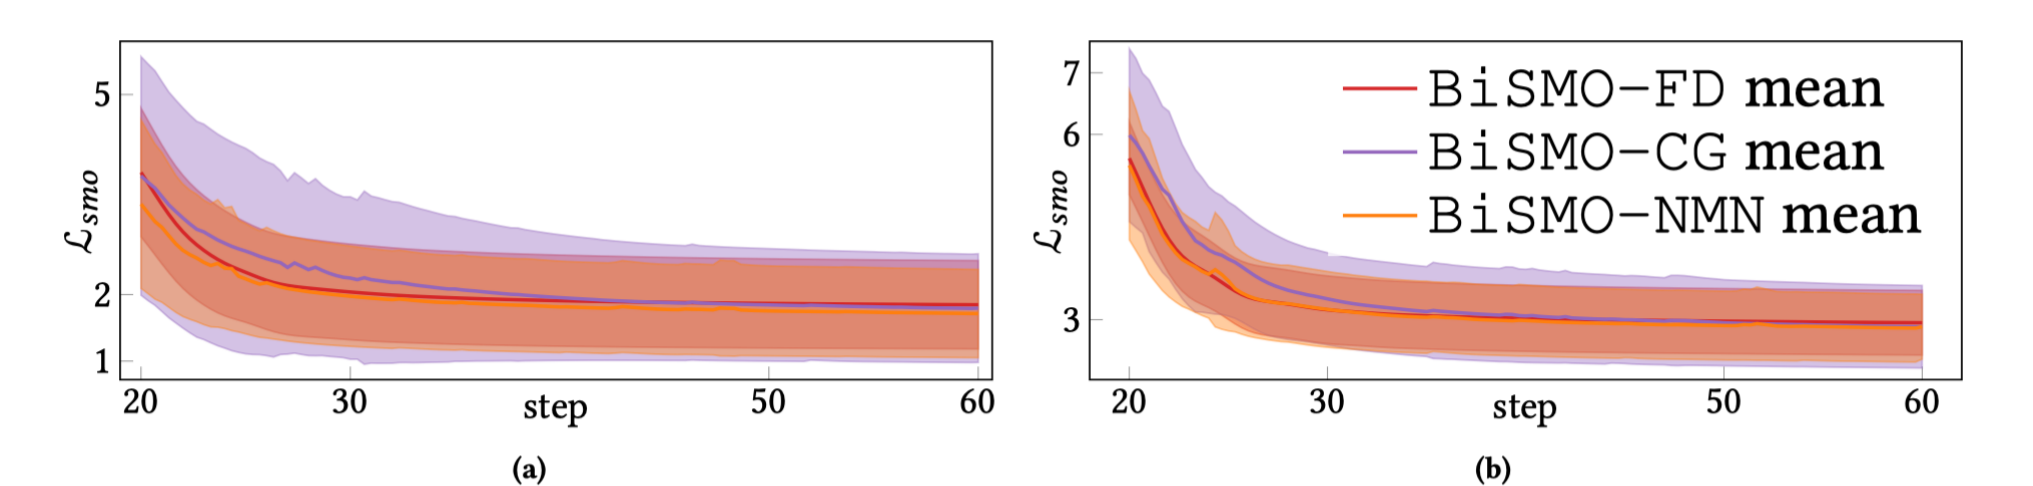 5
2
1
ℒsmo
20 30 step 50 60
(a)
7
6
3
ℒsmo
BiSMO-FD mean
BiSMO-CG mean
BiSMO-NMN mean
20 30 step 50 60
(b)